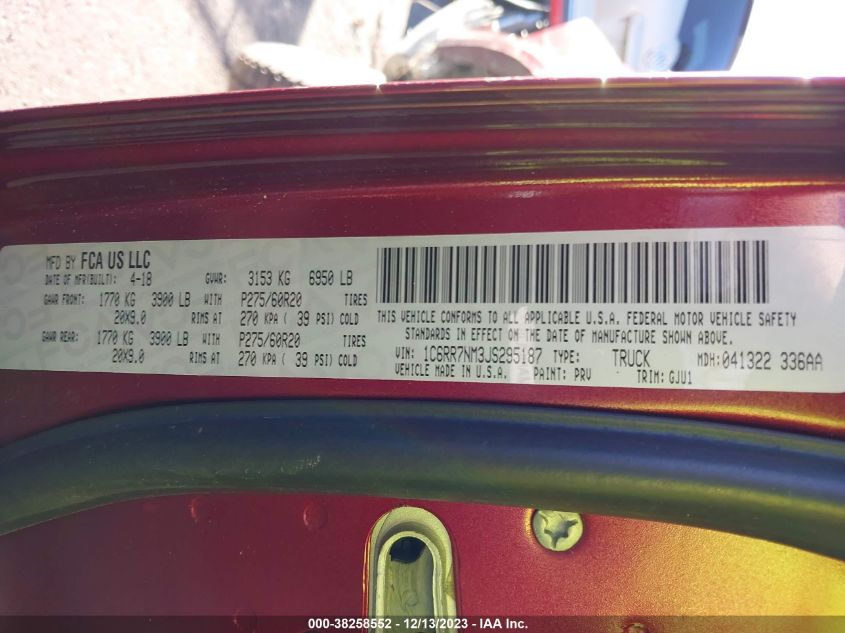 MFD BY FCA US LLC
DATE OF MFR(BUILT): 4-18 GVWR: 3153 KG 6950 LB
GAWR FRONT: 1770 KG 3900 LB WITH P275/60R20 TIRES
20X9.0 RIMS AT 270 KPA ( 39 PSI) COLD
GAWR REAR: 1770 KG 3900 LB WITH P275/60R20 TIRES
20X9.0 RIMS AT 270 KPA ( 39 PSI) COLD
THIS VEHICLE CONFORMS TO ALL APPLICABLE U.S.A. FEDERAL MOTOR VEHICLE SAFETY
STANDARDS IN EFFECT ON THE DATE OF MANUFACTURE SHOWN ABOVE.
VIN: 1C6RR7NM3JS295187 TYPE: TRUCK MDH:041322 336AA
VEHICLE MADE IN U.S.A. PAINT: PRV TRIM: GJU1
000-38258552 - 12/13/2023 - IAA Inc.